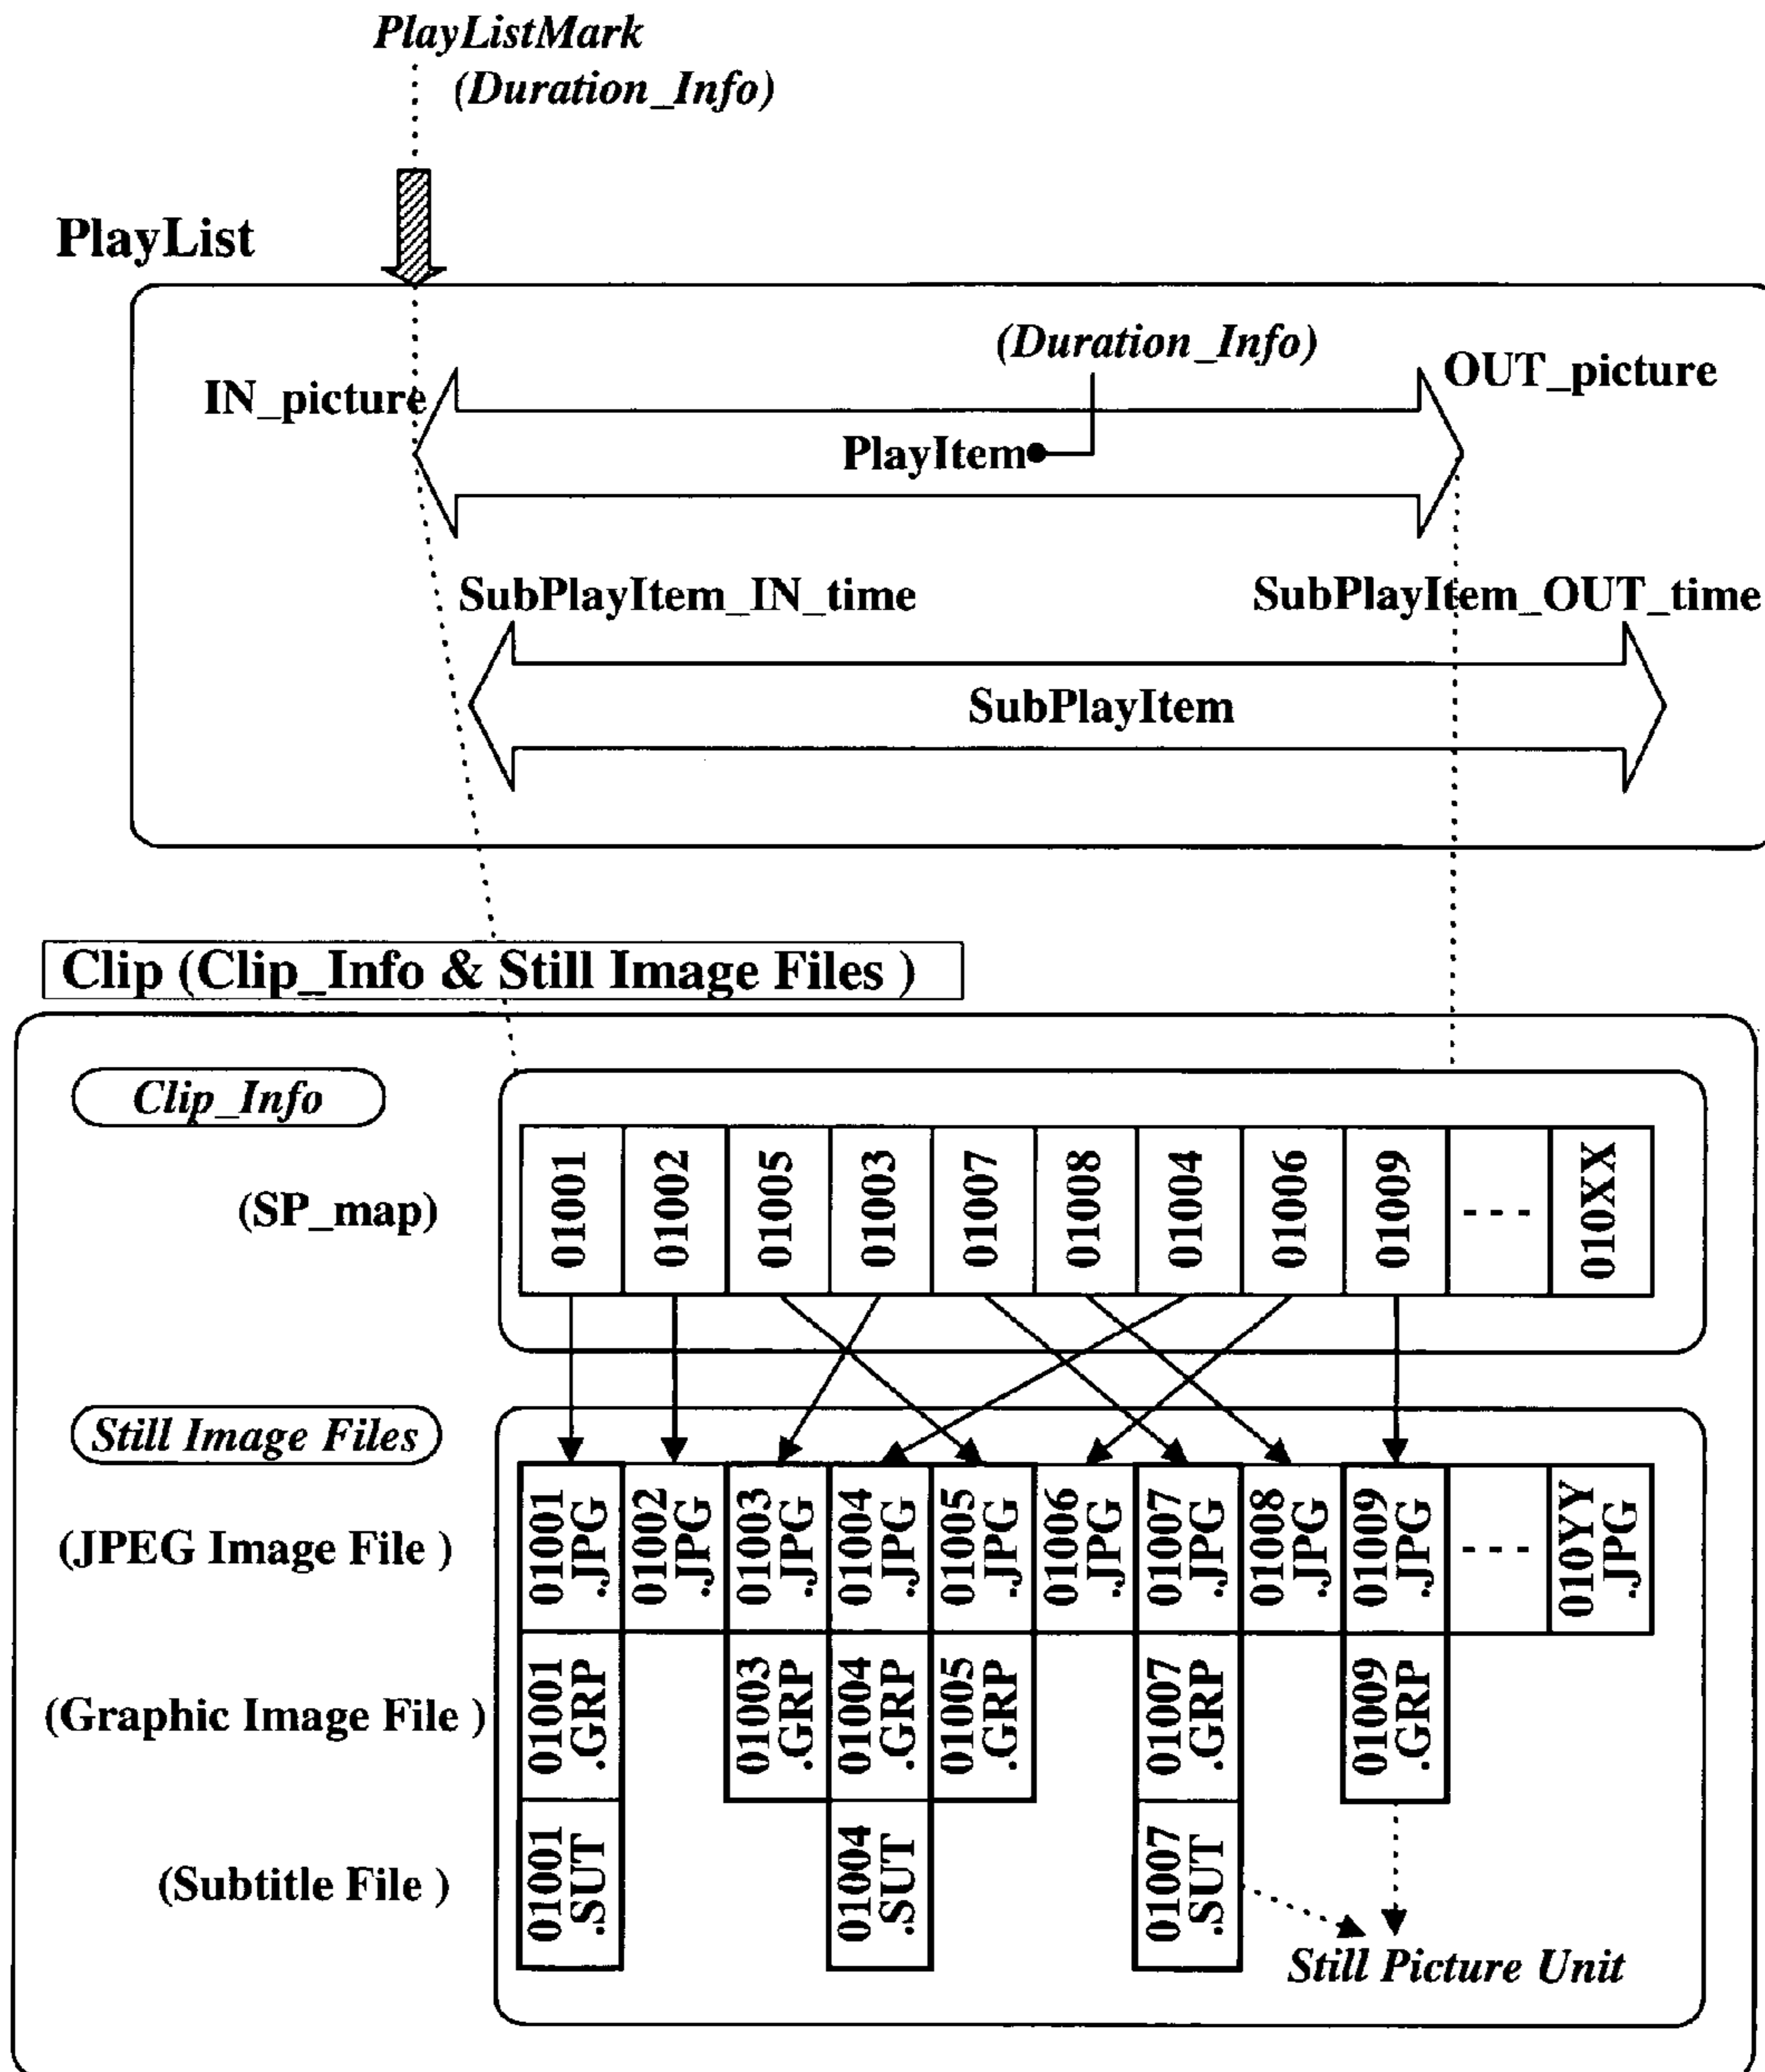 PlayListMark
(Duration_Info)
PlayList
(Duration_Info)
IN_picture
OUT_picture
PlayItem
SubPlayItem_IN_time
SubPlayItem_OUT_time
SubPlayItem
Clip (Clip_Info & Still Image Files )
Clip_Info
(SP_map)
01001 01002 01005 01003 01007 01008 01004 01006 01009 --- 010XX
Still Image Files
(JPEG Image File )
01001 .JPG 01002 .JPG 01003 .JPG 01004 .JPG 01005 .JPG 01006 .JPG 01007 .JPG 01008 .JPG 01009 .JPG --- 010YY .JPG
(Graphic Image File )
01001 .GRP 01003 .GRP 01004 .GRP 01005 .GRP 01007 .GRP 01009 .GRP
(Subtitle File )
01001 .SUT 01004 .SUT 01007 .SUT
Still Picture Unit